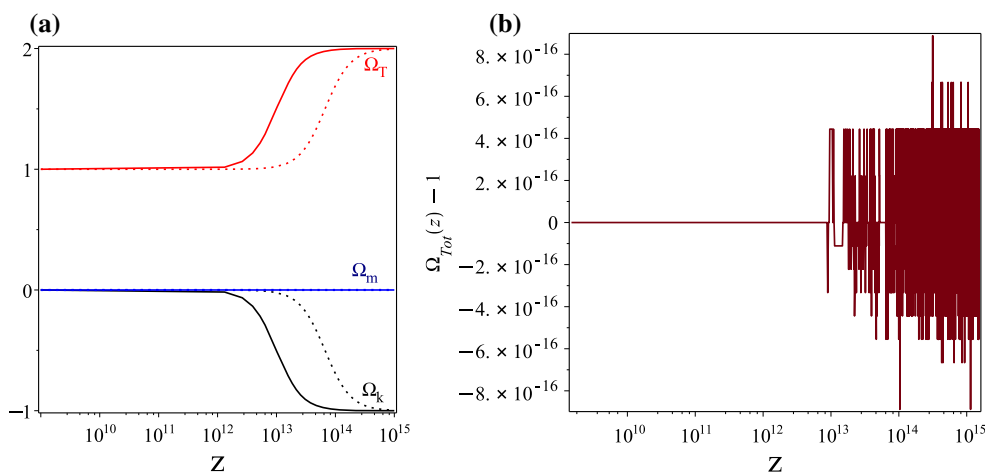 (a)
2
Ω_T
1
Ω_m
0
Ω_k
−1
10^10 10^11 10^12 10^13 10^14 10^15
z
(b)
8. × 10^−16
6. × 10^−16
4. × 10^−16
2. × 10^−16
0
−2. × 10^−16
−4. × 10^−16
−6. × 10^−16
−8. × 10^−16
Ω_Tot(z) − 1
10^10 10^11 10^12 10^13 10^14 10^15
z